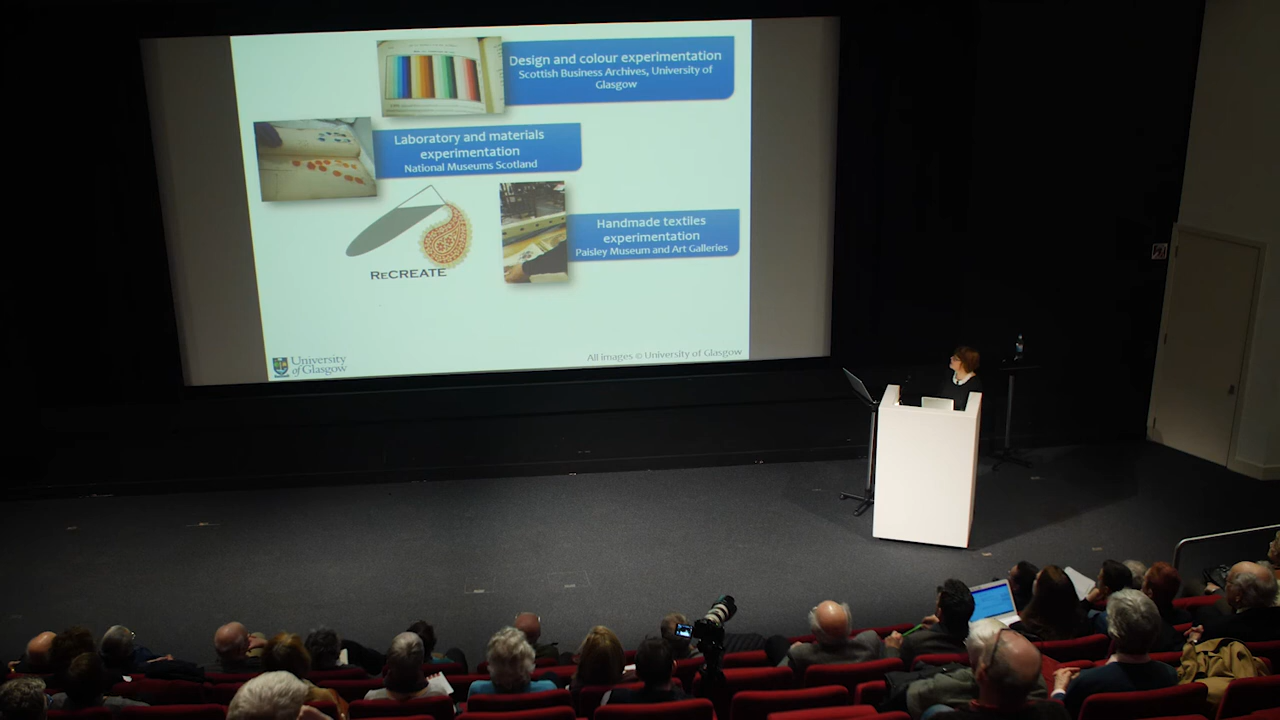 Design and colour experimentation
Scottish Business Archives, University of
Glasgow
Laboratory and materials
experimentation
National Museums Scotland
Handmade textiles
experimentation
Paisley Museum and Art Galleries
RECREATE
University
of Glasgow
All images © University of Glasgow